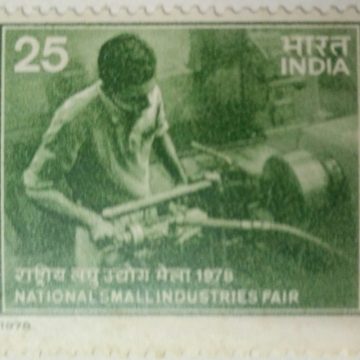 25 भारत
INDIA
राष्ट्रीय लघु उद्योग मेला 1978
NATIONAL SMALL INDUSTRIES FAIR
1978